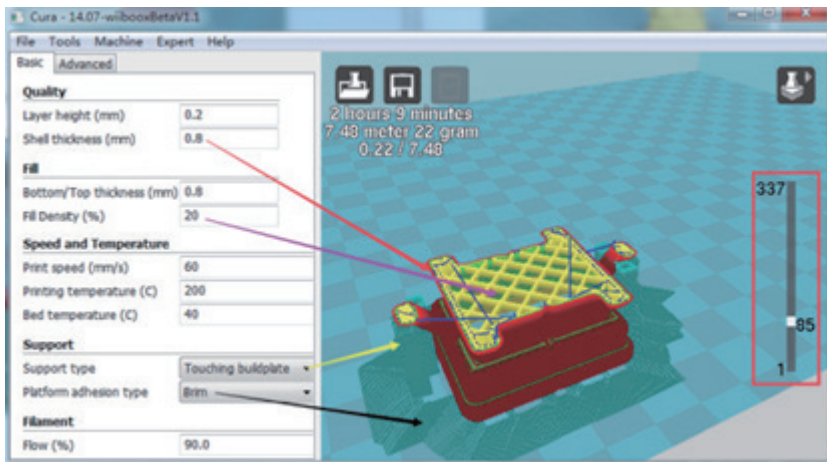 Cura - 14.07-wiibooxBetaV1.1
File Tools Machine Expert Help
Basic Advanced
Quality
Layer height (mm) 0.2
Shell thickness (mm) 0.8
Fill
Bottom/Top thickness (mm) 0.8
Fill Density (%) 20
Speed and Temperature
Print speed (mm/s) 60
Printing temperature (C) 200
Bed temperature (C) 40
Support
Support type Touching buildplate
Platform adhesion type Brim
Filament
Flow (%) 90.0
2 hours 9 minutes
7.48 meter 22 gram
0.22 / 7.48
337
85
1